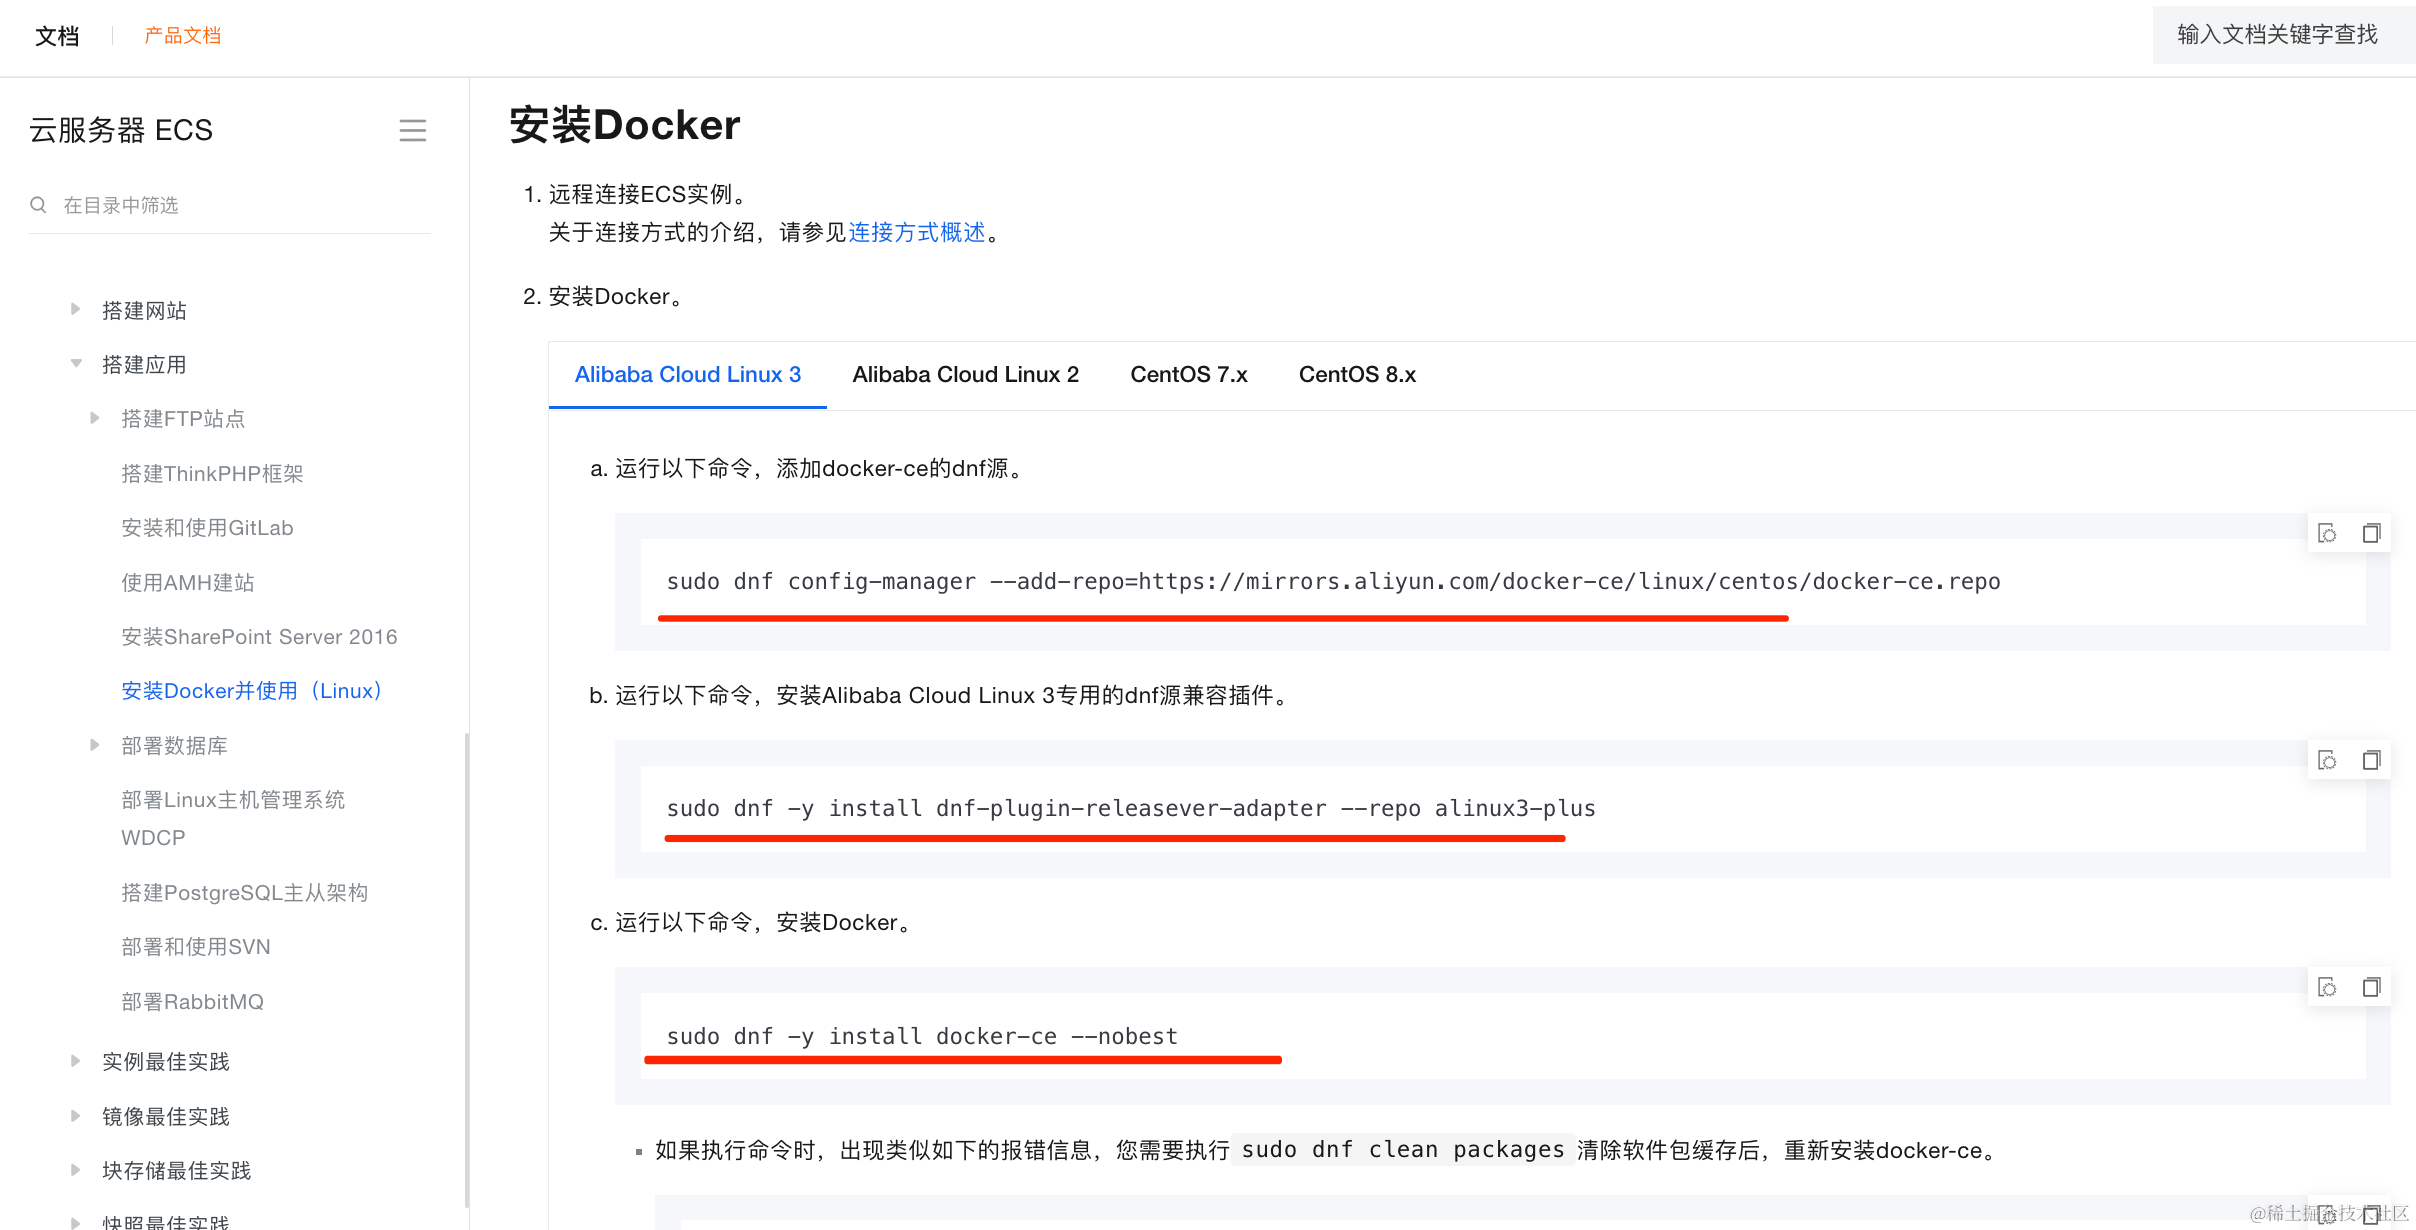 文档
产品文档
输入文档关键字查找
云服务器 ECS
在目录中筛选
搭建网站
搭建应用
搭建FTP站点
搭建ThinkPHP框架
安装和使用GitLab
使用AMH建站
安装SharePoint Server 2016
安装Docker并使用（Linux）
部署数据库
部署Linux主机管理系统
WDCP
搭建PostgreSQL主从架构
部署和使用SVN
部署RabbitMQ
实例最佳实践
镜像最佳实践
块存储最佳实践
快照最佳实践
安装Docker
1. 远程连接ECS实例。
关于连接方式的介绍，请参见连接方式概述。
2. 安装Docker。
Alibaba Cloud Linux 3 Alibaba Cloud Linux 2 CentOS 7.x CentOS 8.x
a. 运行以下命令，添加docker-ce的dnf源。
sudo dnf config-manager --add-repo=https://mirrors.aliyun.com/docker-ce/linux/centos/docker-ce.repo
b. 运行以下命令，安装Alibaba Cloud Linux 3专用的dnf源兼容插件。
sudo dnf -y install dnf-plugin-releasever-adapter --repo alinux3-plus
c. 运行以下命令，安装Docker。
sudo dnf -y install docker-ce --nobest
▪ 如果执行命令时，出现类似如下的报错信息，您需要执行 sudo dnf clean packages 清除软件包缓存后，重新安装docker-ce。
@稀土掘金技术社区